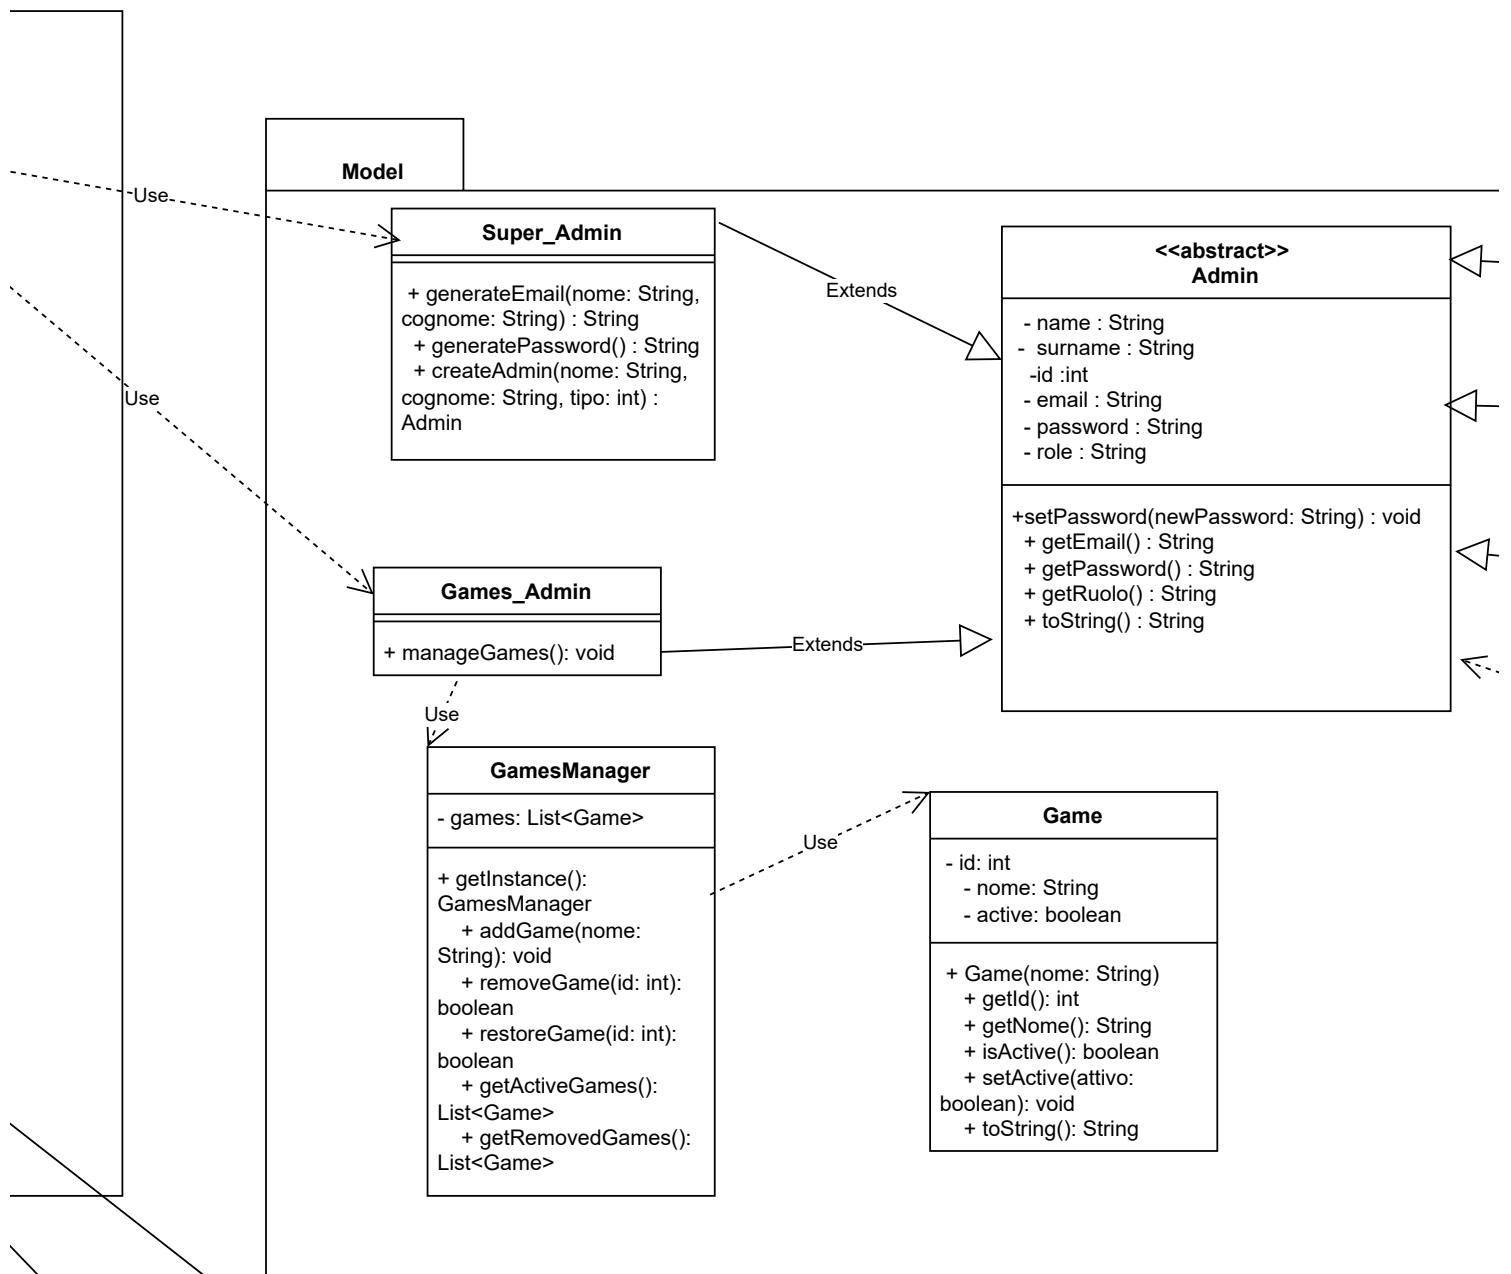 Model
Use
Super_Admin
+ generateEmail(nome: String,
cognome: String) : String
+ generatePassword() : String
+ createAdmin(nome: String,
cognome: String, tipo: int) :
Admin
Extends
<<abstract>>
Admin
- name : String
- surname : String
-id :int
- email : String
- password : String
- role : String
+setPassword(newPassword: String) : void
+ getEmail() : String
+ getPassword() : String
+ getRuolo() : String
+ toString() : String
Use
Games_Admin
+ manageGames(): void
Extends
Use
GamesManager
- games: List<Game>
+ getInstance():
GamesManager
+ addGame(nome:
String): void
+ removeGame(id: int):
boolean
+ restoreGame(id: int):
boolean
+ getActiveGames():
List<Game>
+ getRemovedGames():
List<Game>
Use
Game
- id: int
- nome: String
- active: boolean
+ Game(nome: String)
+ getId(): int
+ getNome(): String
+ isActive(): boolean
+ setActive(attivo:
boolean): void
+ toString(): String